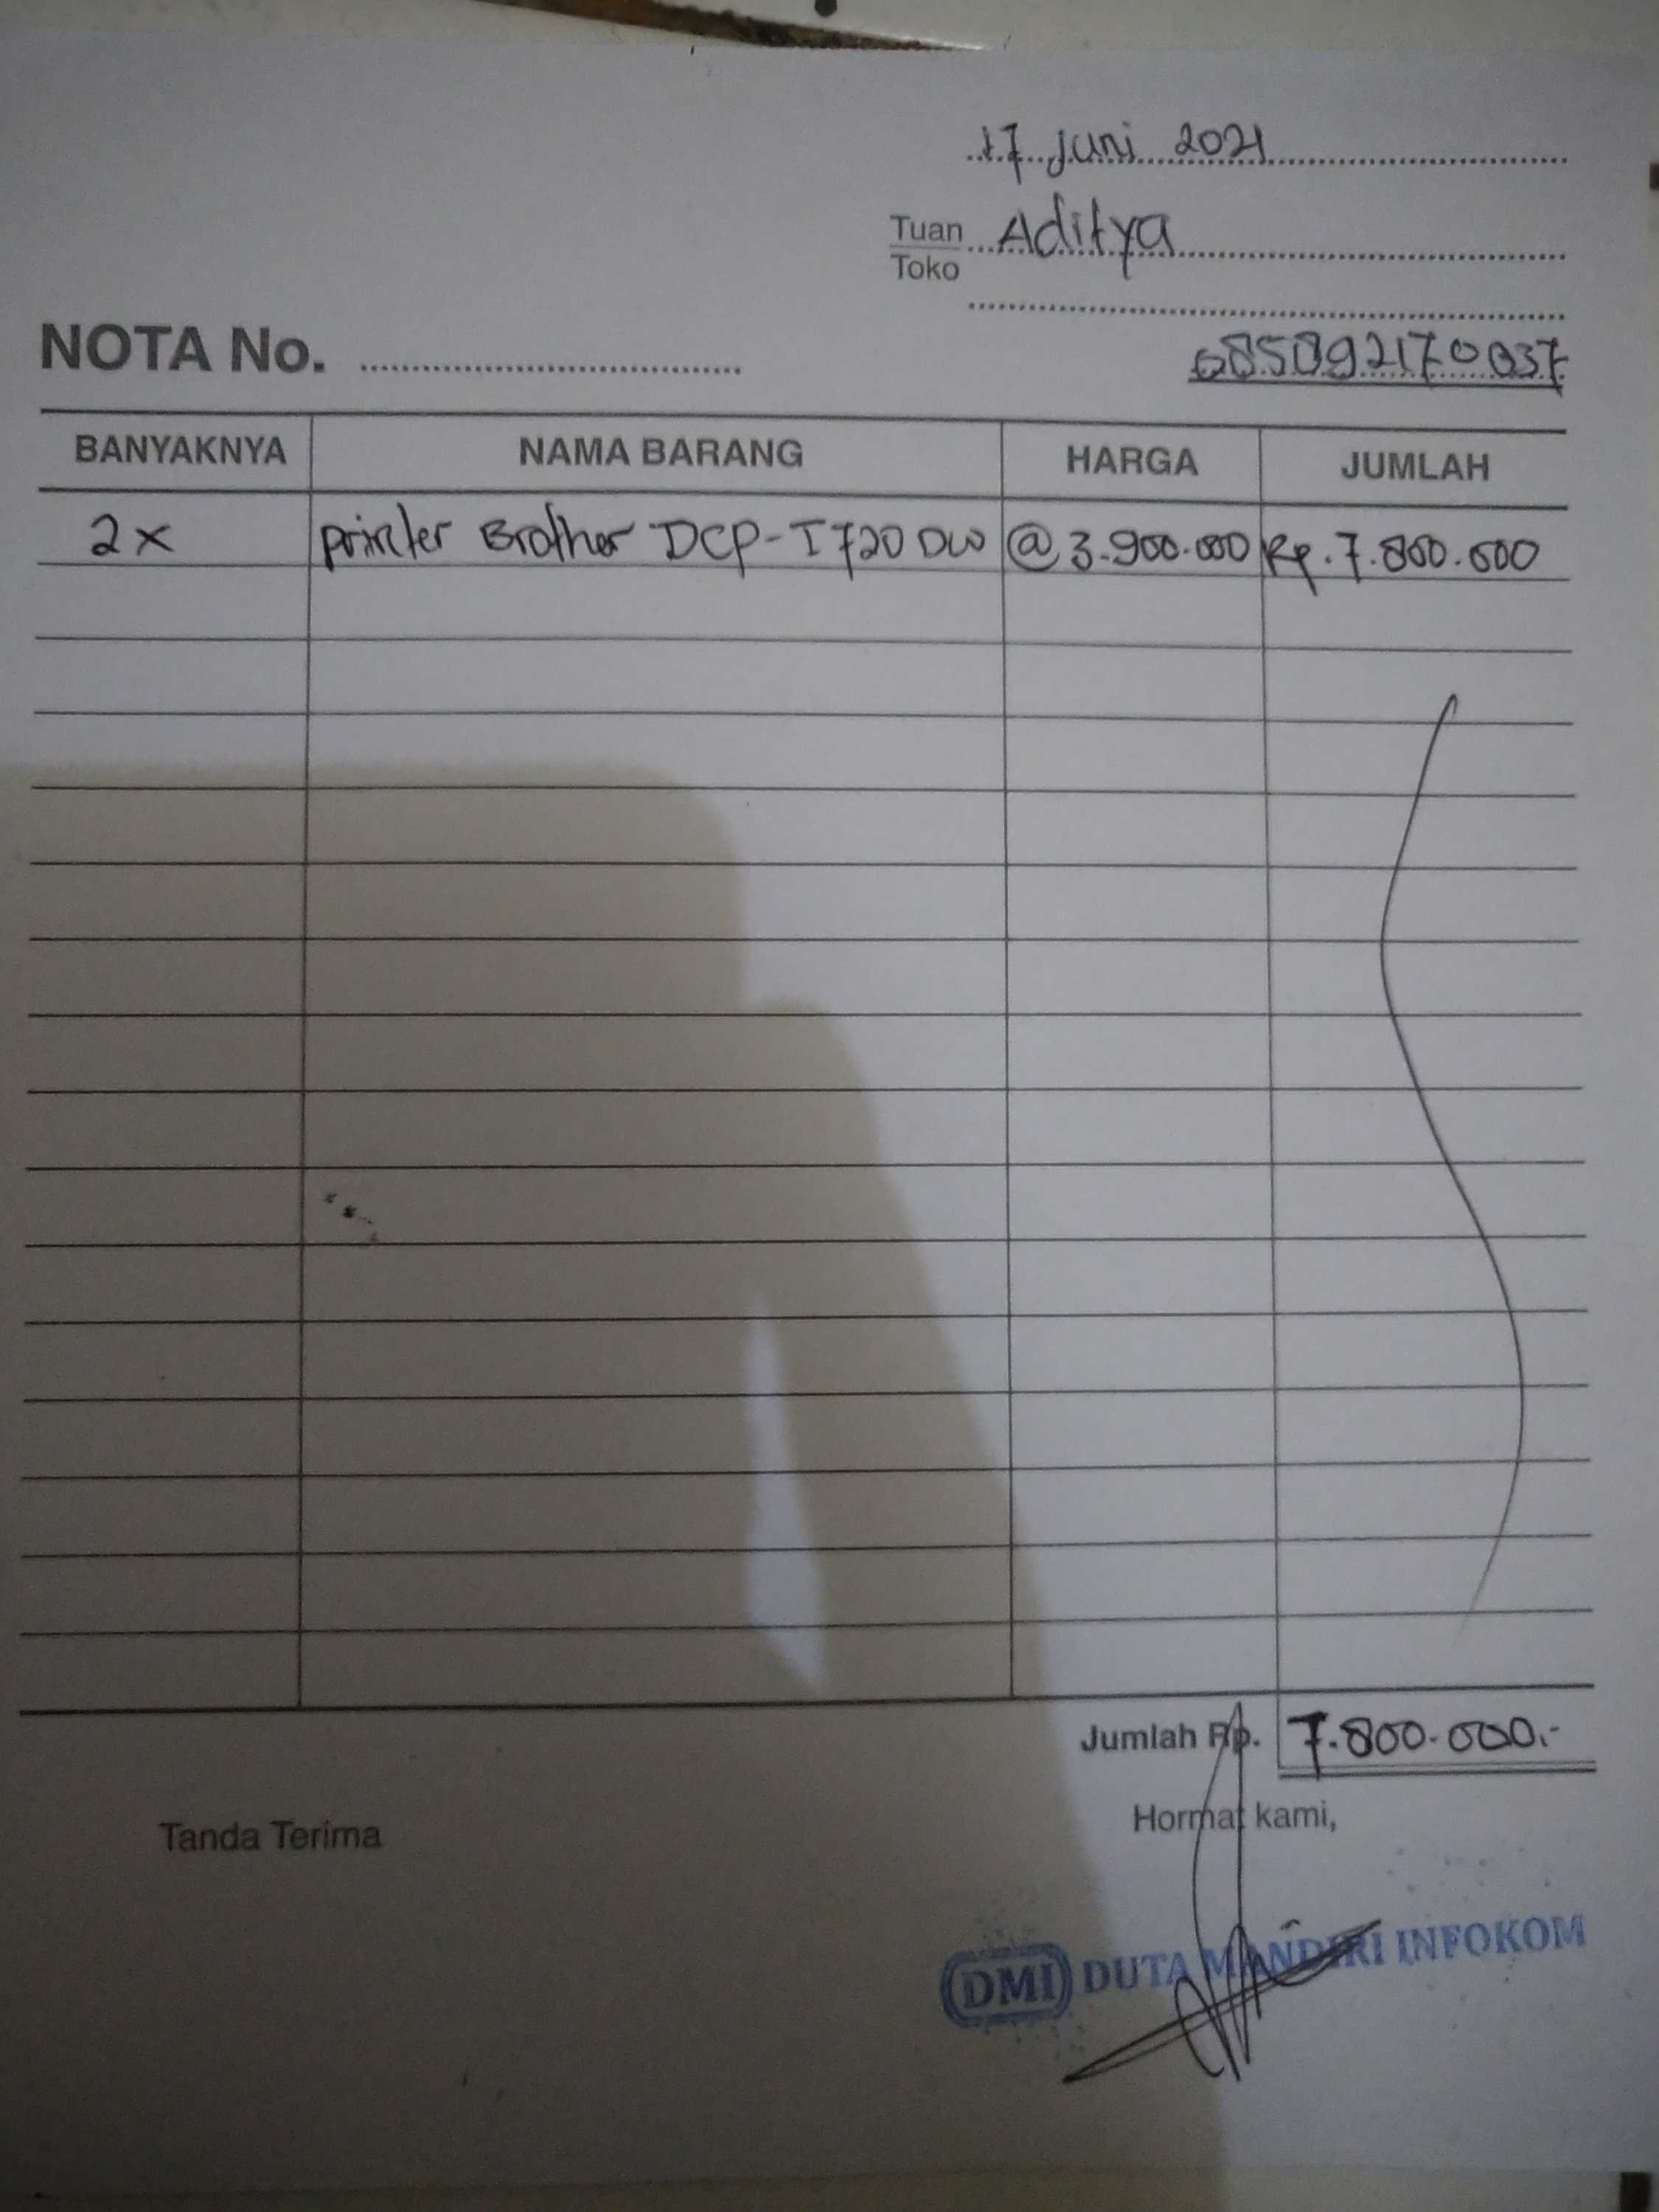 17 Juni 2021
Tuan Aditya
Toko
NOTA No.
085892170037
BANYAKNYA NAMA BARANG HARGA JUMLAH
2x Printer Brother DCP-T720DW @ 3.900.000 Rp. 7.800.000
Jumlah Rp. 7.800.000.-
Tanda Terima Hormat kami,
DMI DUTA MANDIRI INFOKOM